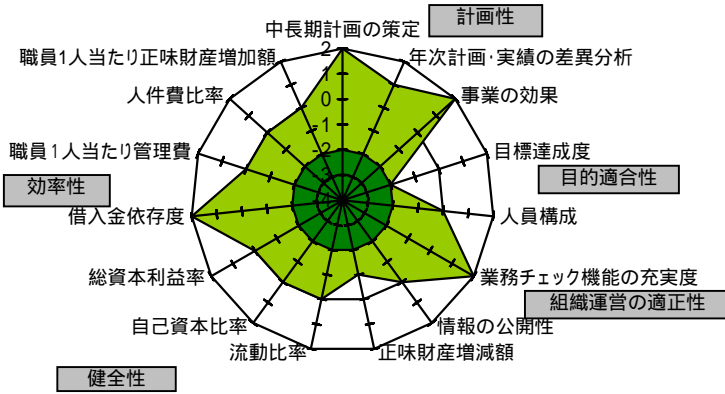 計画性
中長期計画の策定
職員1人当たり正味財産増加額
年次計画・実績の差異分析
人件費比率
事業の効果
職員1人当たり管理費
目標達成度
効率性
目的適合性
借入金依存度
人員構成
総資本利益率
業務チェック機能の充実度
組織運営の適正性
自己資本比率
情報の公開性
流動比率
正味財産増減額
健全性
2
1
0
-1
-2
-3
-4